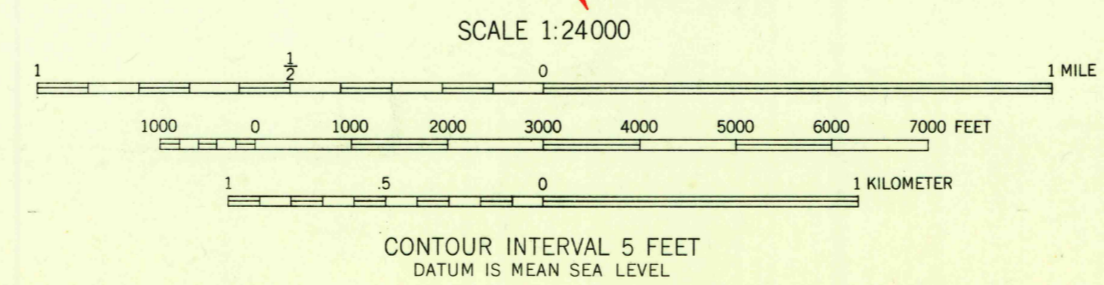 SCALE 1:24000
1 1/2 0 1 MILE
1000 0 1000 2000 3000 4000 5000 6000 7000 FEET
1 .5 0 1 KILOMETER
CONTOUR INTERVAL 5 FEET
DATUM IS MEAN SEA LEVEL